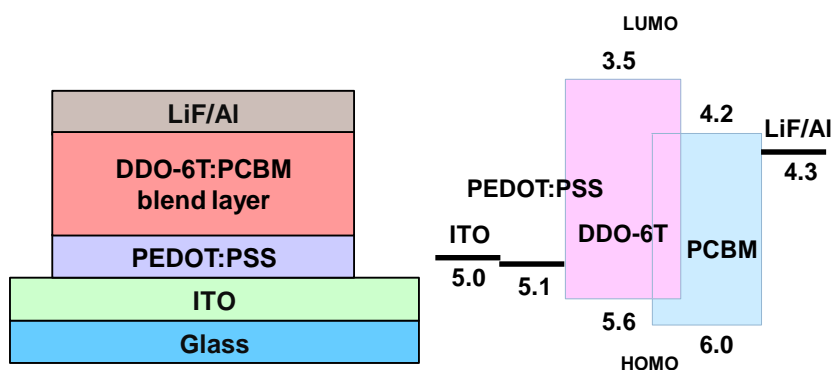 LiF/Al
DDO-6T:PCBM
blend layer
PEDOT:PSS
ITO
Glass
LUMO
3.5
4.2
LiF/Al
4.3
PEDOT:PSS
DDO-6T
PCBM
ITO
5.0
5.1
5.6
6.0
HOMO